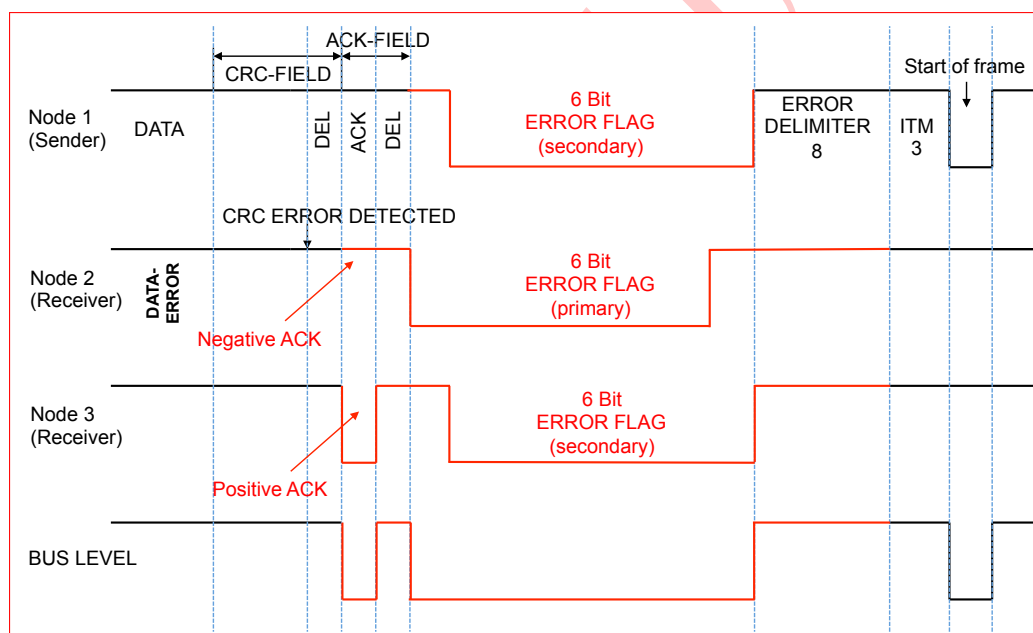 ACK-FIELD
CRC-FIELD
Start of frame
Node 1
(Sender)
DATA
DEL
ACK
DEL
6 Bit
ERROR FLAG
(secondary)
ERROR
DELIMITER
8
ITM
3
CRC ERROR DETECTED
Node 2
(Receiver)
DATA-
ERROR
6 Bit
ERROR FLAG
(primary)
Negative ACK
Node 3
(Receiver)
6 Bit
ERROR FLAG
(secondary)
Positive ACK
BUS LEVEL